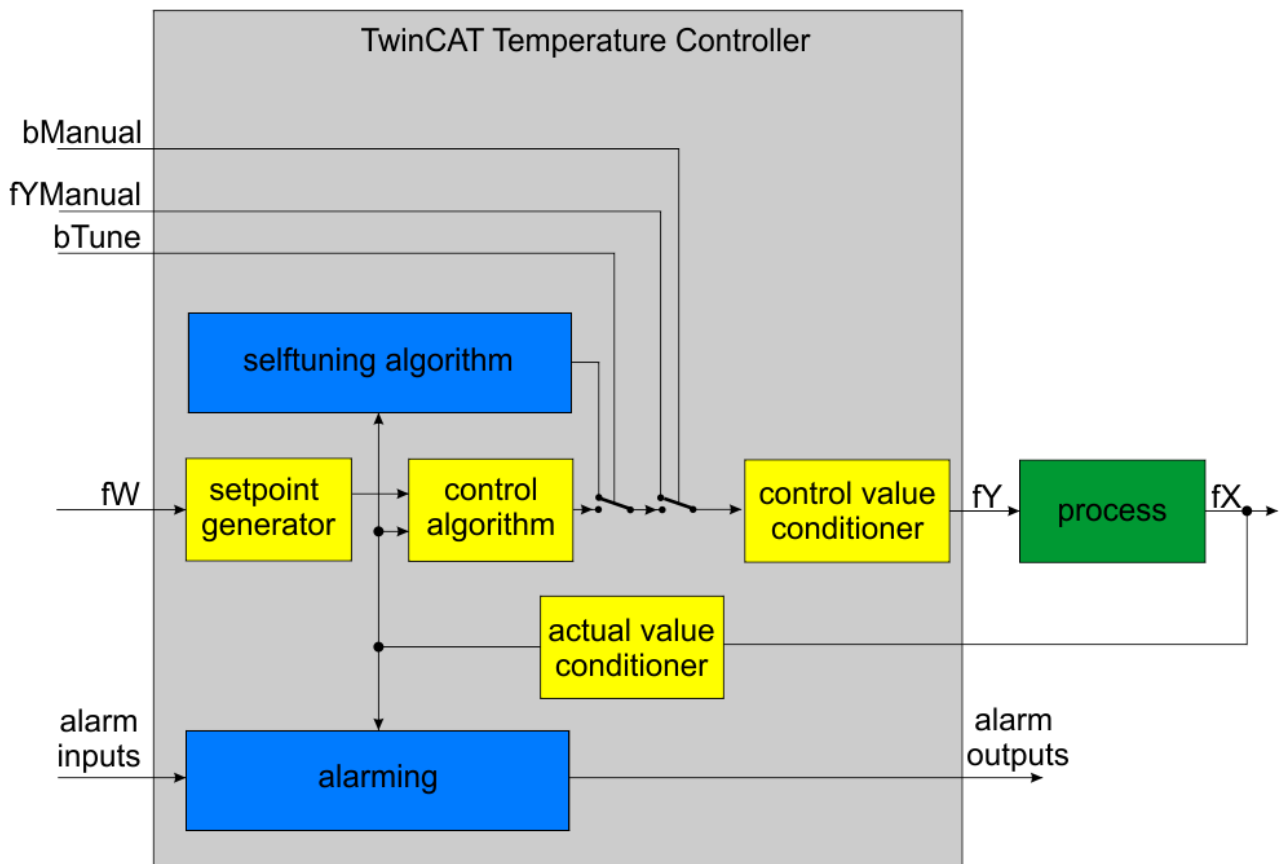 TwinCAT Temperature Controller
bManual
fYManual
bTune
selftuning algorithm
fW
setpoint
generator
control
algorithm
control value
conditioner
fY
process
fX
actual value
conditioner
alarm
inputs
alarming
alarm
outputs